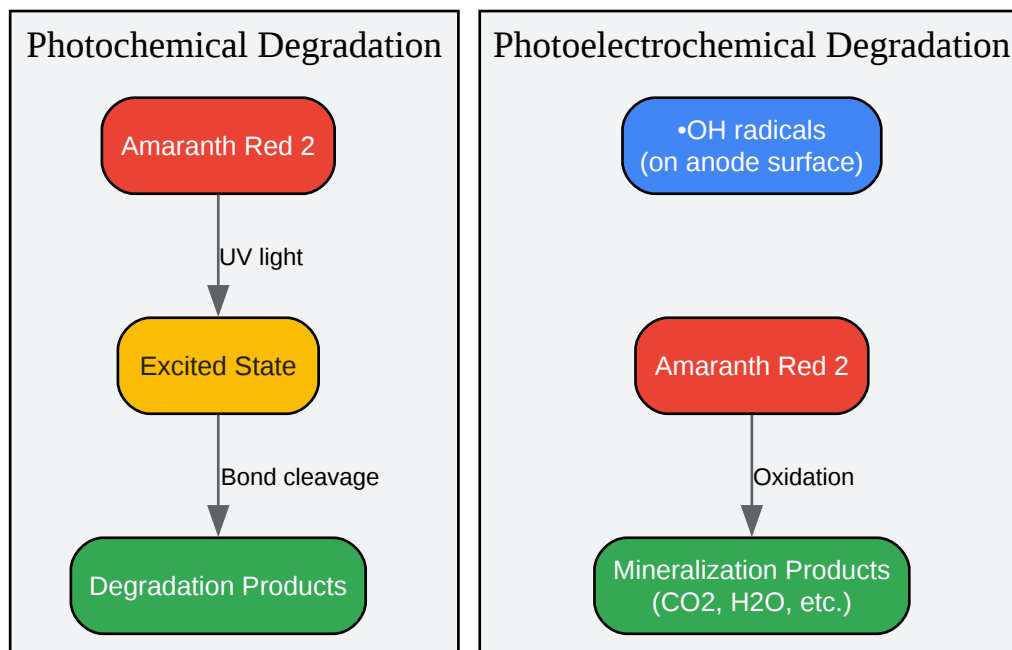 Photochemical Degradation
Amaranth Red 2
UV light
Excited State
Bond cleavage
Degradation Products
Photoelectrochemical Degradation
•OH radicals
(on anode surface)
Amaranth Red 2
Oxidation
Mineralization Products
(CO2, H2O, etc.)